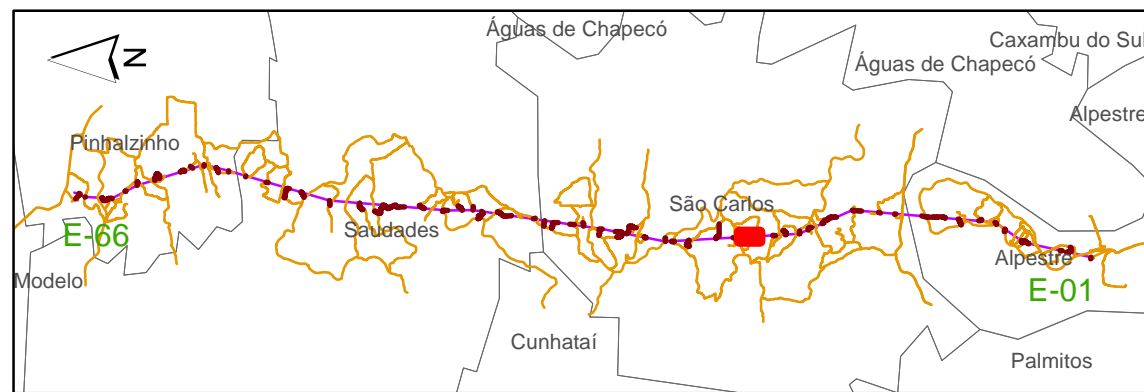 Águas de Chapecó
Caxambu do Sul
N
Águas de Chapecó
Alpestre
Pinhalzinho
São Carlos
E-66
Saudades
Alpestre
Modelo
E-01
Cunhataí
Palmitos